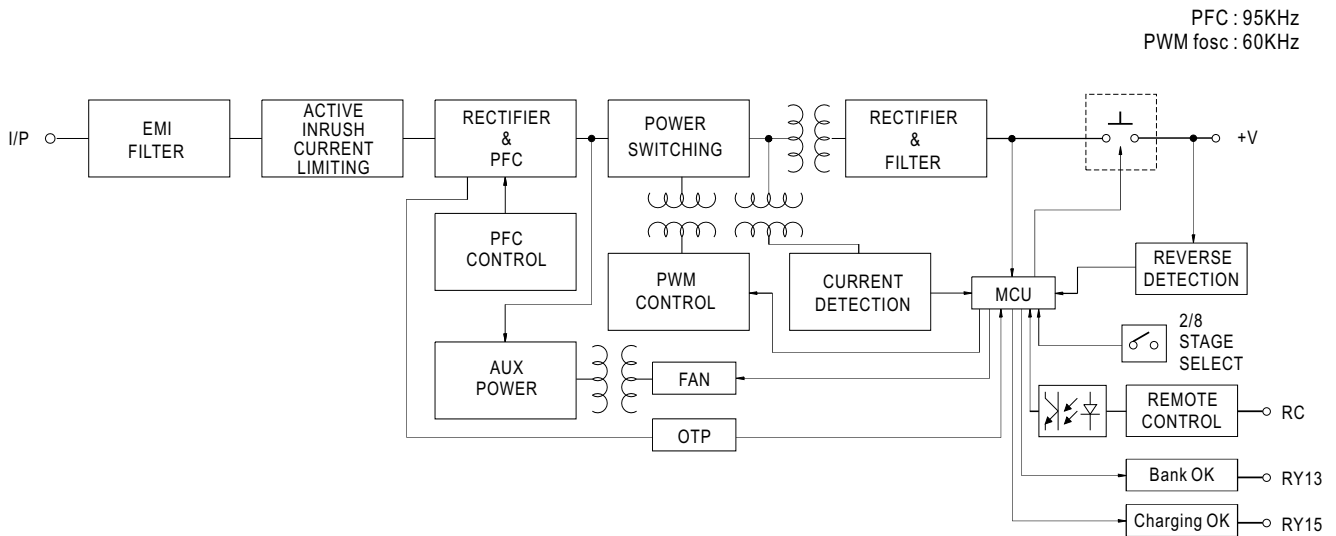 PFC : 95KHz
PWM fosc : 60KHz
I/P
EMI
FILTER
ACTIVE
INRUSH
CURRENT
LIMITING
RECTIFIER
&
PFC
POWER
SWITCHING
RECTIFIER
&
FILTER
+V
PFC
CONTROL
PWM
CONTROL
CURRENT
DETECTION
MCU
REVERSE
DETECTION
2/8
STAGE
SELECT
AUX
POWER
FAN
OTP
REMOTE
CONTROL
RC
Bank OK
RY13
Charging OK
RY15